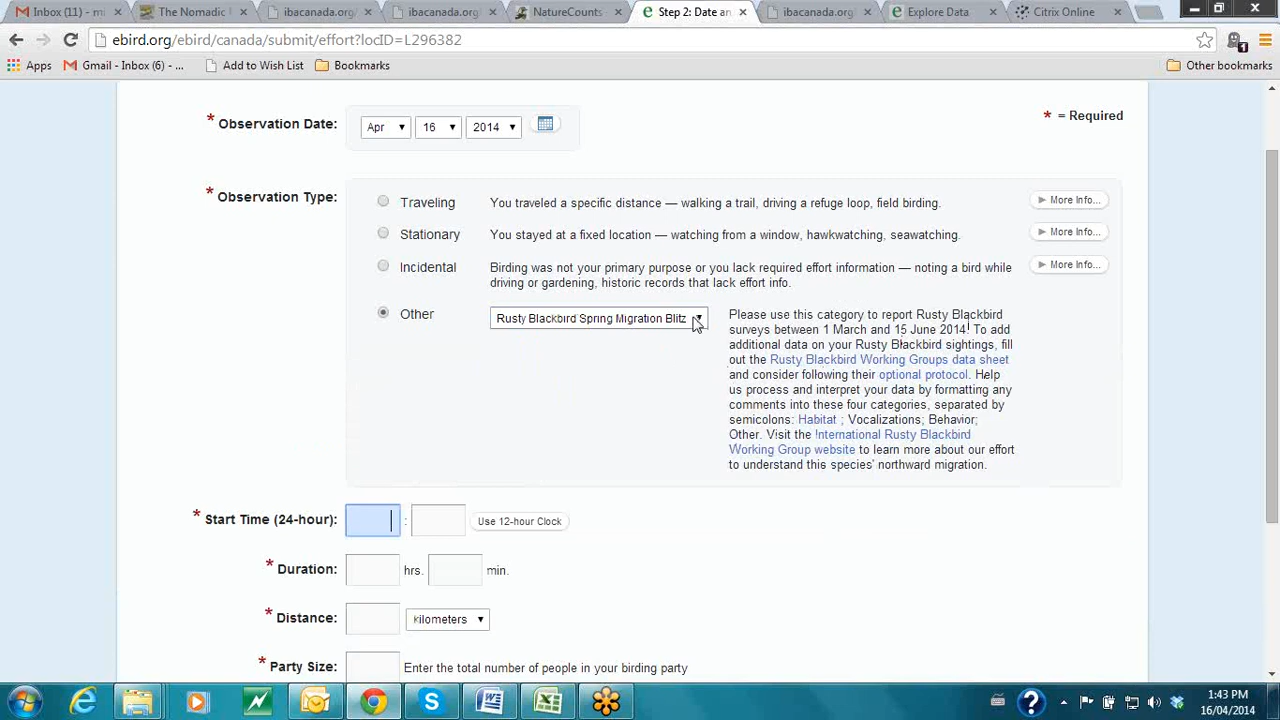 Inbox (1) - m
The Nomadic
ibacanada.org/
ibacanada.org/
NatureCounts
Step 2: Date an
ibacanada.org/
Explore Data
Citrix Online
ebird.org/ebird/canada/submit/effort?locID=L296382
1
Apps
Gmail - Inbox (6) - ...
Add to Wish List
Bookmarks
Other bookmarks
* Observation Date:
Apr
16
2014
* = Required
* Observation Type:
Traveling
You traveled a specific distance — walking a trail, driving a refuge loop, field birding.
More Info...
Stationary
You stayed at a fixed location — watching from a window, hawkwatching, seawatching.
More Info...
Incidental
Birding was not your primary purpose or you lack required effort information — noting a bird while
driving or gardening, historic records that lack effort info.
More Info...
Other
Rusty Blackbird Spring Migration Blitz
Please use this category to report Rusty Blackbird
surveys between 1 March and 15 June 2014. To add
additional data on your Rusty Blackbird sightings, fill
out the Rusty Blackbird Working Groups data sheet
and consider following their optional protocol. Help
us process and interpret your data by formatting any
comments into these four categories, separated by
semicolons: Habitat ; Vocalizations; Behavior;
Other. Visit the International Rusty Blackbird
Working Group website to learn more about our effort
to understand this species' northward migration.
* Start Time (24-hour):
:
Use 12-hour Clock
* Duration:
hrs.
min.
* Distance:
Kilometers
* Party Size:
Enter the total number of people in your birding party
1:43 PM
16/04/2014